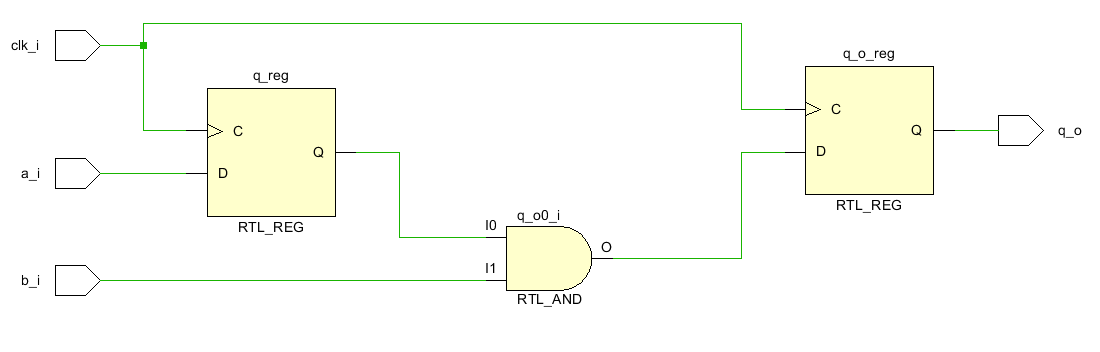 clk_i
q_reg
C
D
Q
RTL_REG
a_i
b_i
q_o0_i
I0
I1
O
RTL_AND
q_o_reg
C
D
Q
RTL_REG
q_o